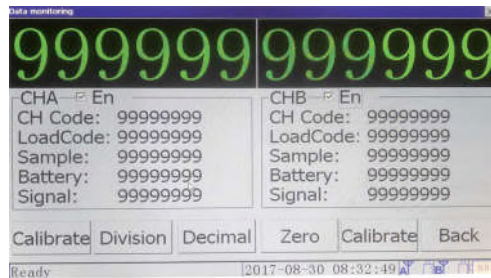 Data monitoring
999999 999999
CHA En CHB En
CH Code: 99999999 CH Code: 99999999
LoadCode: 99999999 LoadCode: 99999999
Sample: 99999999 Sample: 99999999
Battery: 99999999 Battery: 99999999
Signal: 99999999 Signal: 99999999
Calibrate Division Decimal Zero Calibrate Back
Ready 2017-08-30 08:32:49 A B